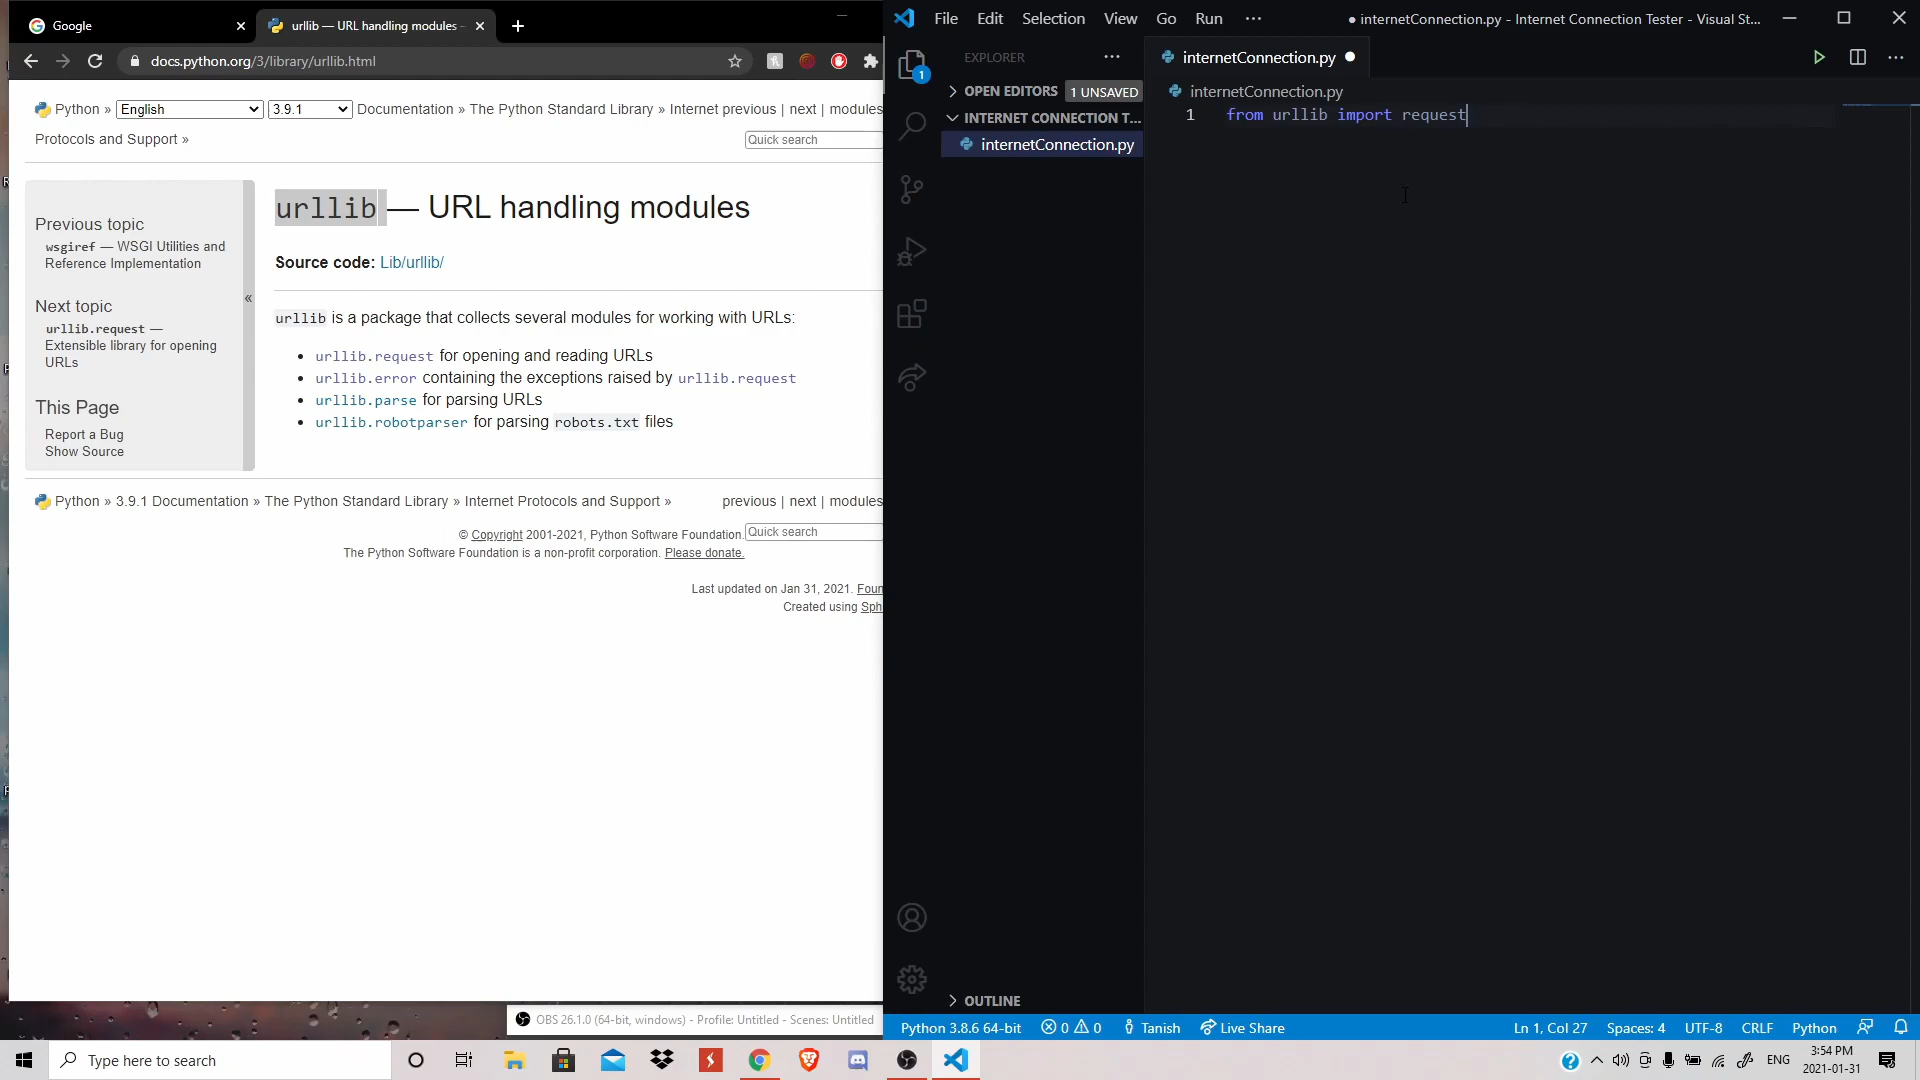 Google
urllib — URL handling modules –
docs.python.org/3/library/urllib.html
Python » English 3.9.1 Documentation » The Python Standard Library » Internet previous | next | modules
Protocols and Support »
Quick search
Previous topic
wsgiref — WSGI Utilities and
Reference Implementation
Next topic
urllib.request —
Extensible library for opening
URLs
This Page
Report a Bug
Show Source
«
urllib — URL handling modules
Source code: Lib/urllib/
urllib is a package that collects several modules for working with URLs:
• urllib.request for opening and reading URLs
• urllib.error containing the exceptions raised by urllib.request
• urllib.parse for parsing URLs
• urllib.robotparser for parsing robots.txt files
Python » 3.9.1 Documentation » The Python Standard Library » Internet Protocols and Support » previous | next | modules
Quick search
© Copyright 2001-2021, Python Software Foundation.
The Python Software Foundation is a non-profit corporation. Please donate.
Last updated on Jan 31, 2021. Foun
Created using Sph
OBS 26.1.0 (64-bit, windows) - Profile: Untitled - Scenes: Untitled
File Edit Selection View Go Run ···
● internetConnection.py - Internet Connection Tester - Visual St...
EXPLORER
OPEN EDITORS 1 UNSAVED
INTERNET CONNECTION T...
internetConnection.py
OUTLINE
1
internetConnection.py
internetConnection.py
1 from urllib import request
Python 3.8.6 64-bit 0 0 Tanish Live Share
Ln 1, Col 27 Spaces: 4 UTF-8 CRLF Python
Type here to search
ENG
3:54 PM
2021-01-31